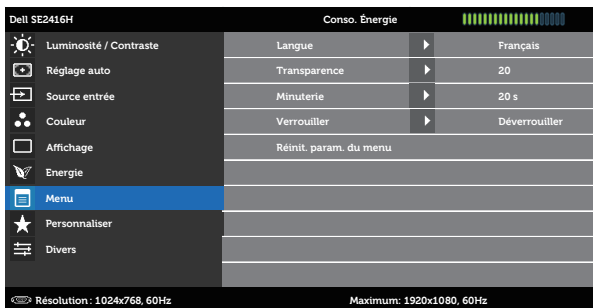 Dell SE2416H Conso. Énergie
Luminosité / Contraste Langue Français
Réglage auto Transparence 20
Source entrée Minuterie 20 s
Couleur Verrouiller Déverrouiller
Affichage Réinit. param. du menu
Energie
Menu
Personnaliser
Divers
Résolution : 1024x768, 60Hz Maximum: 1920x1080, 60Hz